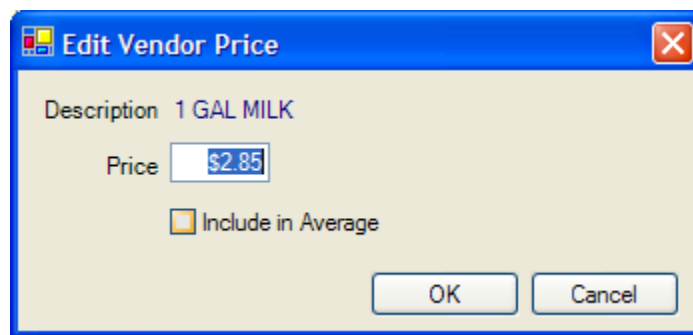 Edit Vendor Price
Description 1 GAL MILK
Price $2.85
Include in Average
OK Cancel